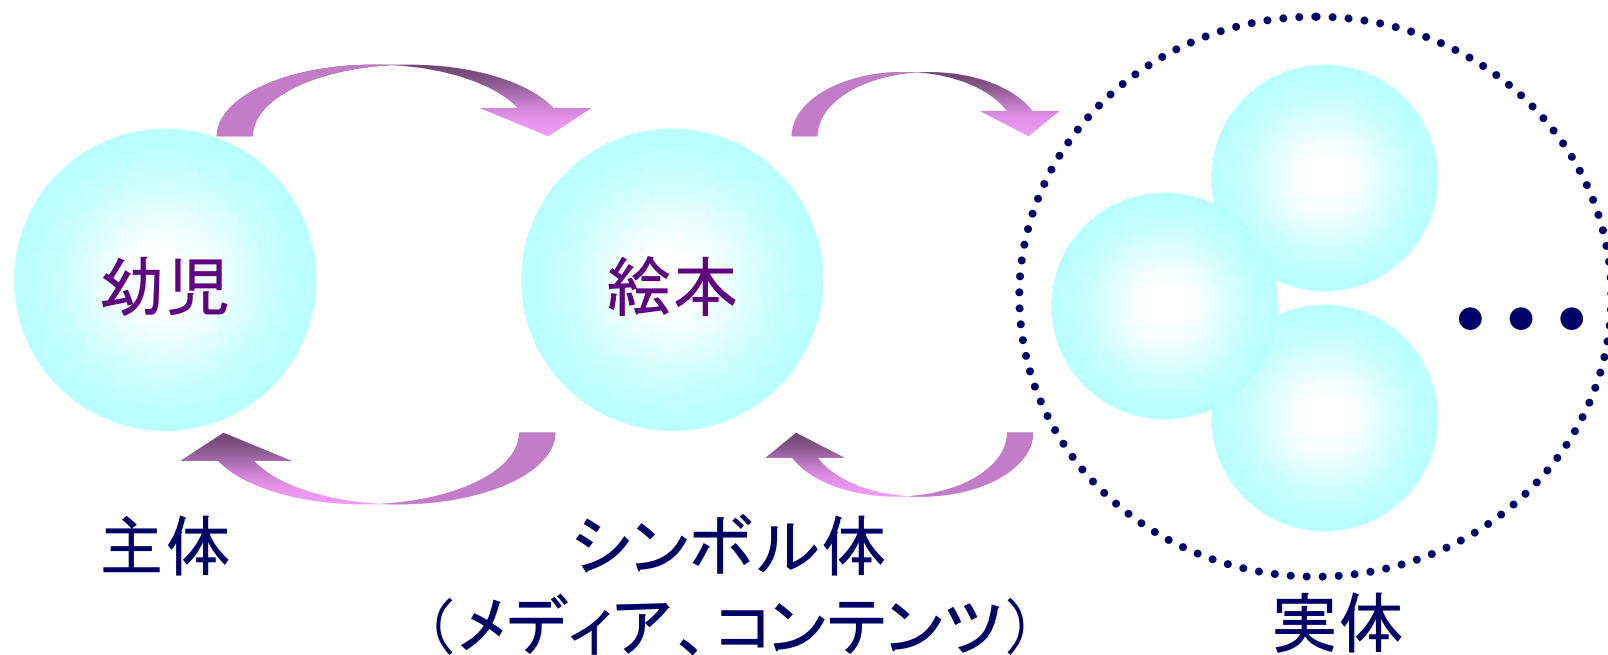 幼児
絵本
主体
シンボル体
（メディア、コンテンツ）
実体